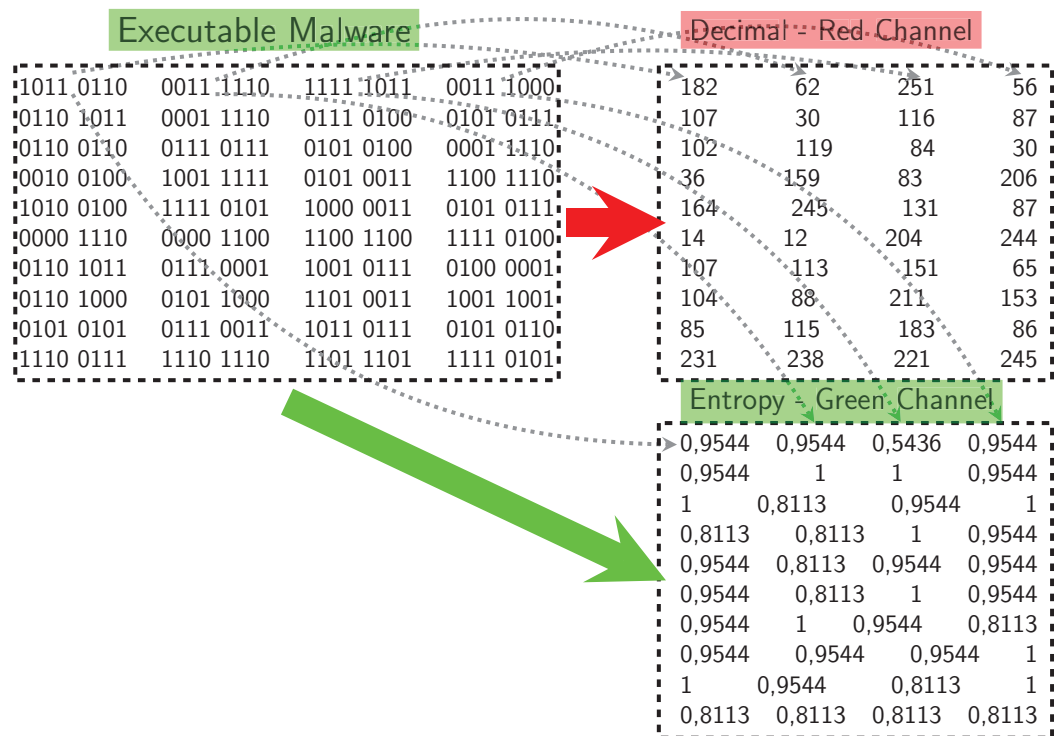 Executable Malware
1011 0110 0011 1110 1111 1011 0011 1000
0110 1011 0001 1110 0111 0100 0101 0111
0110 0110 0111 0111 0101 0100 0001 1110
0010 0100 1001 1111 0101 0011 1100 1110
1010 0100 1111 0101 1000 0011 0101 0111
0000 1110 0000 1100 1100 1100 1111 0100
0110 1011 0111 0001 1001 0111 0100 0001
0110 1000 0101 1000 1101 0011 1001 1001
0101 0101 0111 0011 1011 0111 0101 0110
1110 0111 1110 1110 1101 1101 1111 0101
Decimal - Red Channel
182 62 251 56
107 30 116 87
102 119 84 30
36 159 83 206
164 245 131 87
14 12 204 244
107 113 151 65
104 88 211 153
85 115 183 86
231 238 221 245
Entropy - Green Channel
0,9544 0,9544 0,5436 0,9544
0,9544 1 1 0,9544
1 0,8113 0,9544 1
0,8113 0,8113 1 0,9544
0,9544 0,8113 0,9544 0,9544
0,9544 0,8113 1 0,9544
0,9544 1 0,9544 0,8113
0,9544 0,9544 0,9544 1
1 0,9544 0,8113 1
0,8113 0,8113 0,8113 0,8113